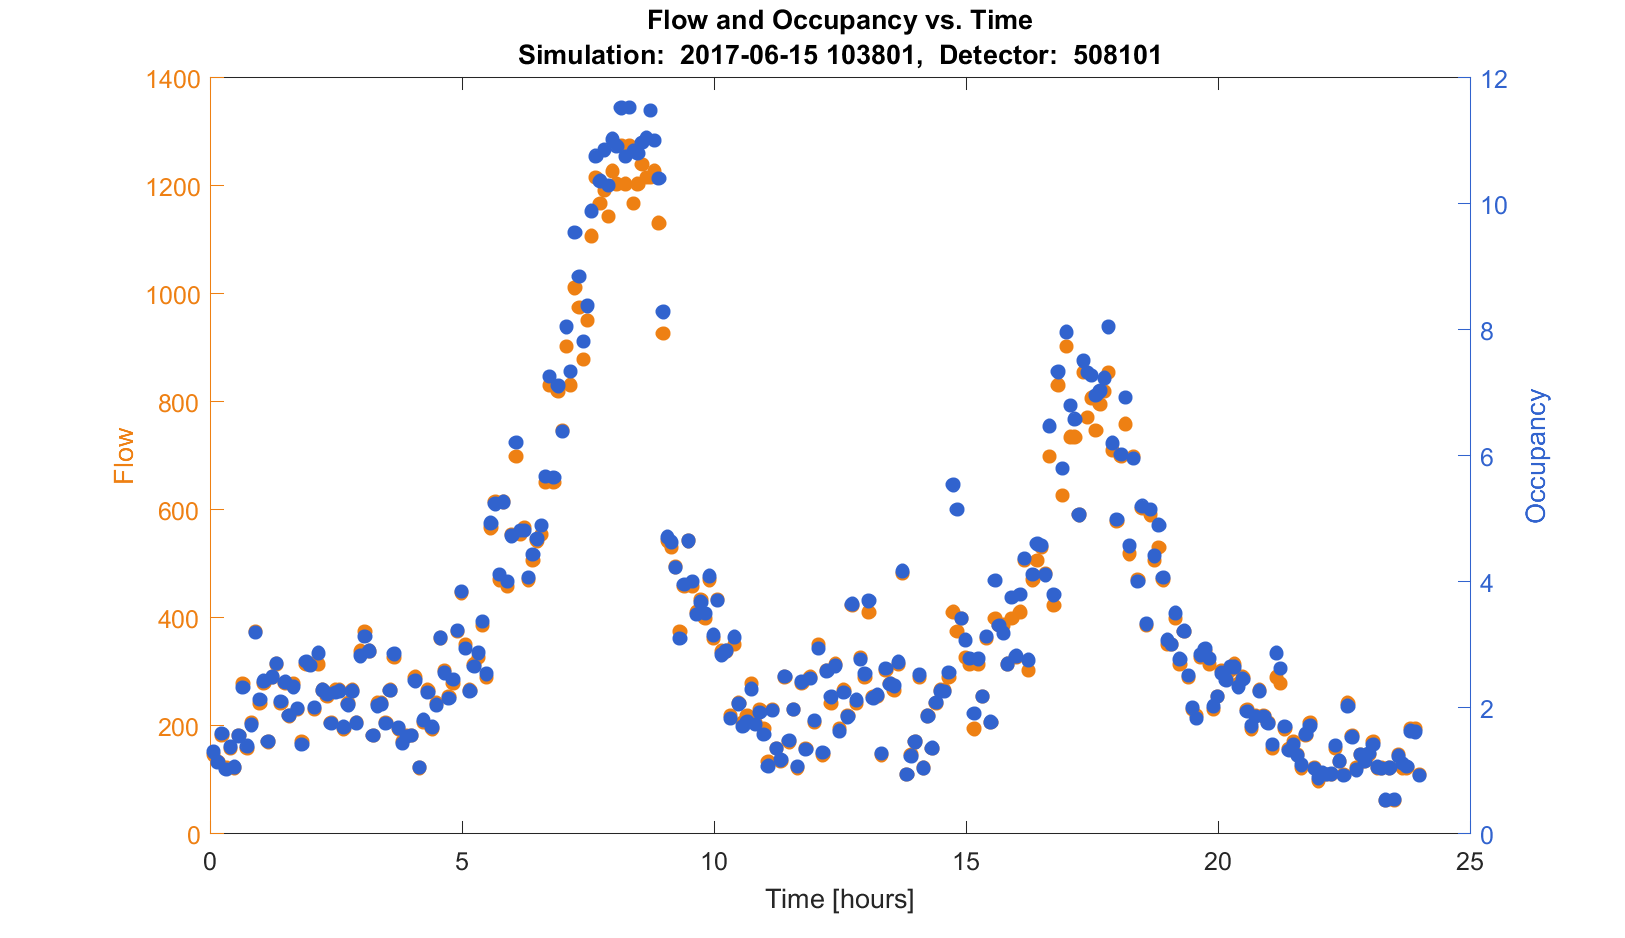 Flow and Occupancy vs. Time
Simulation:  2017-06-15 103801,  Detector:  508101
1400
1200
1000
800
600
400
200
0
Flow
12
10
8
6
4
2
0
Occupancy
0 5 10 15 20 25
Time [hours]